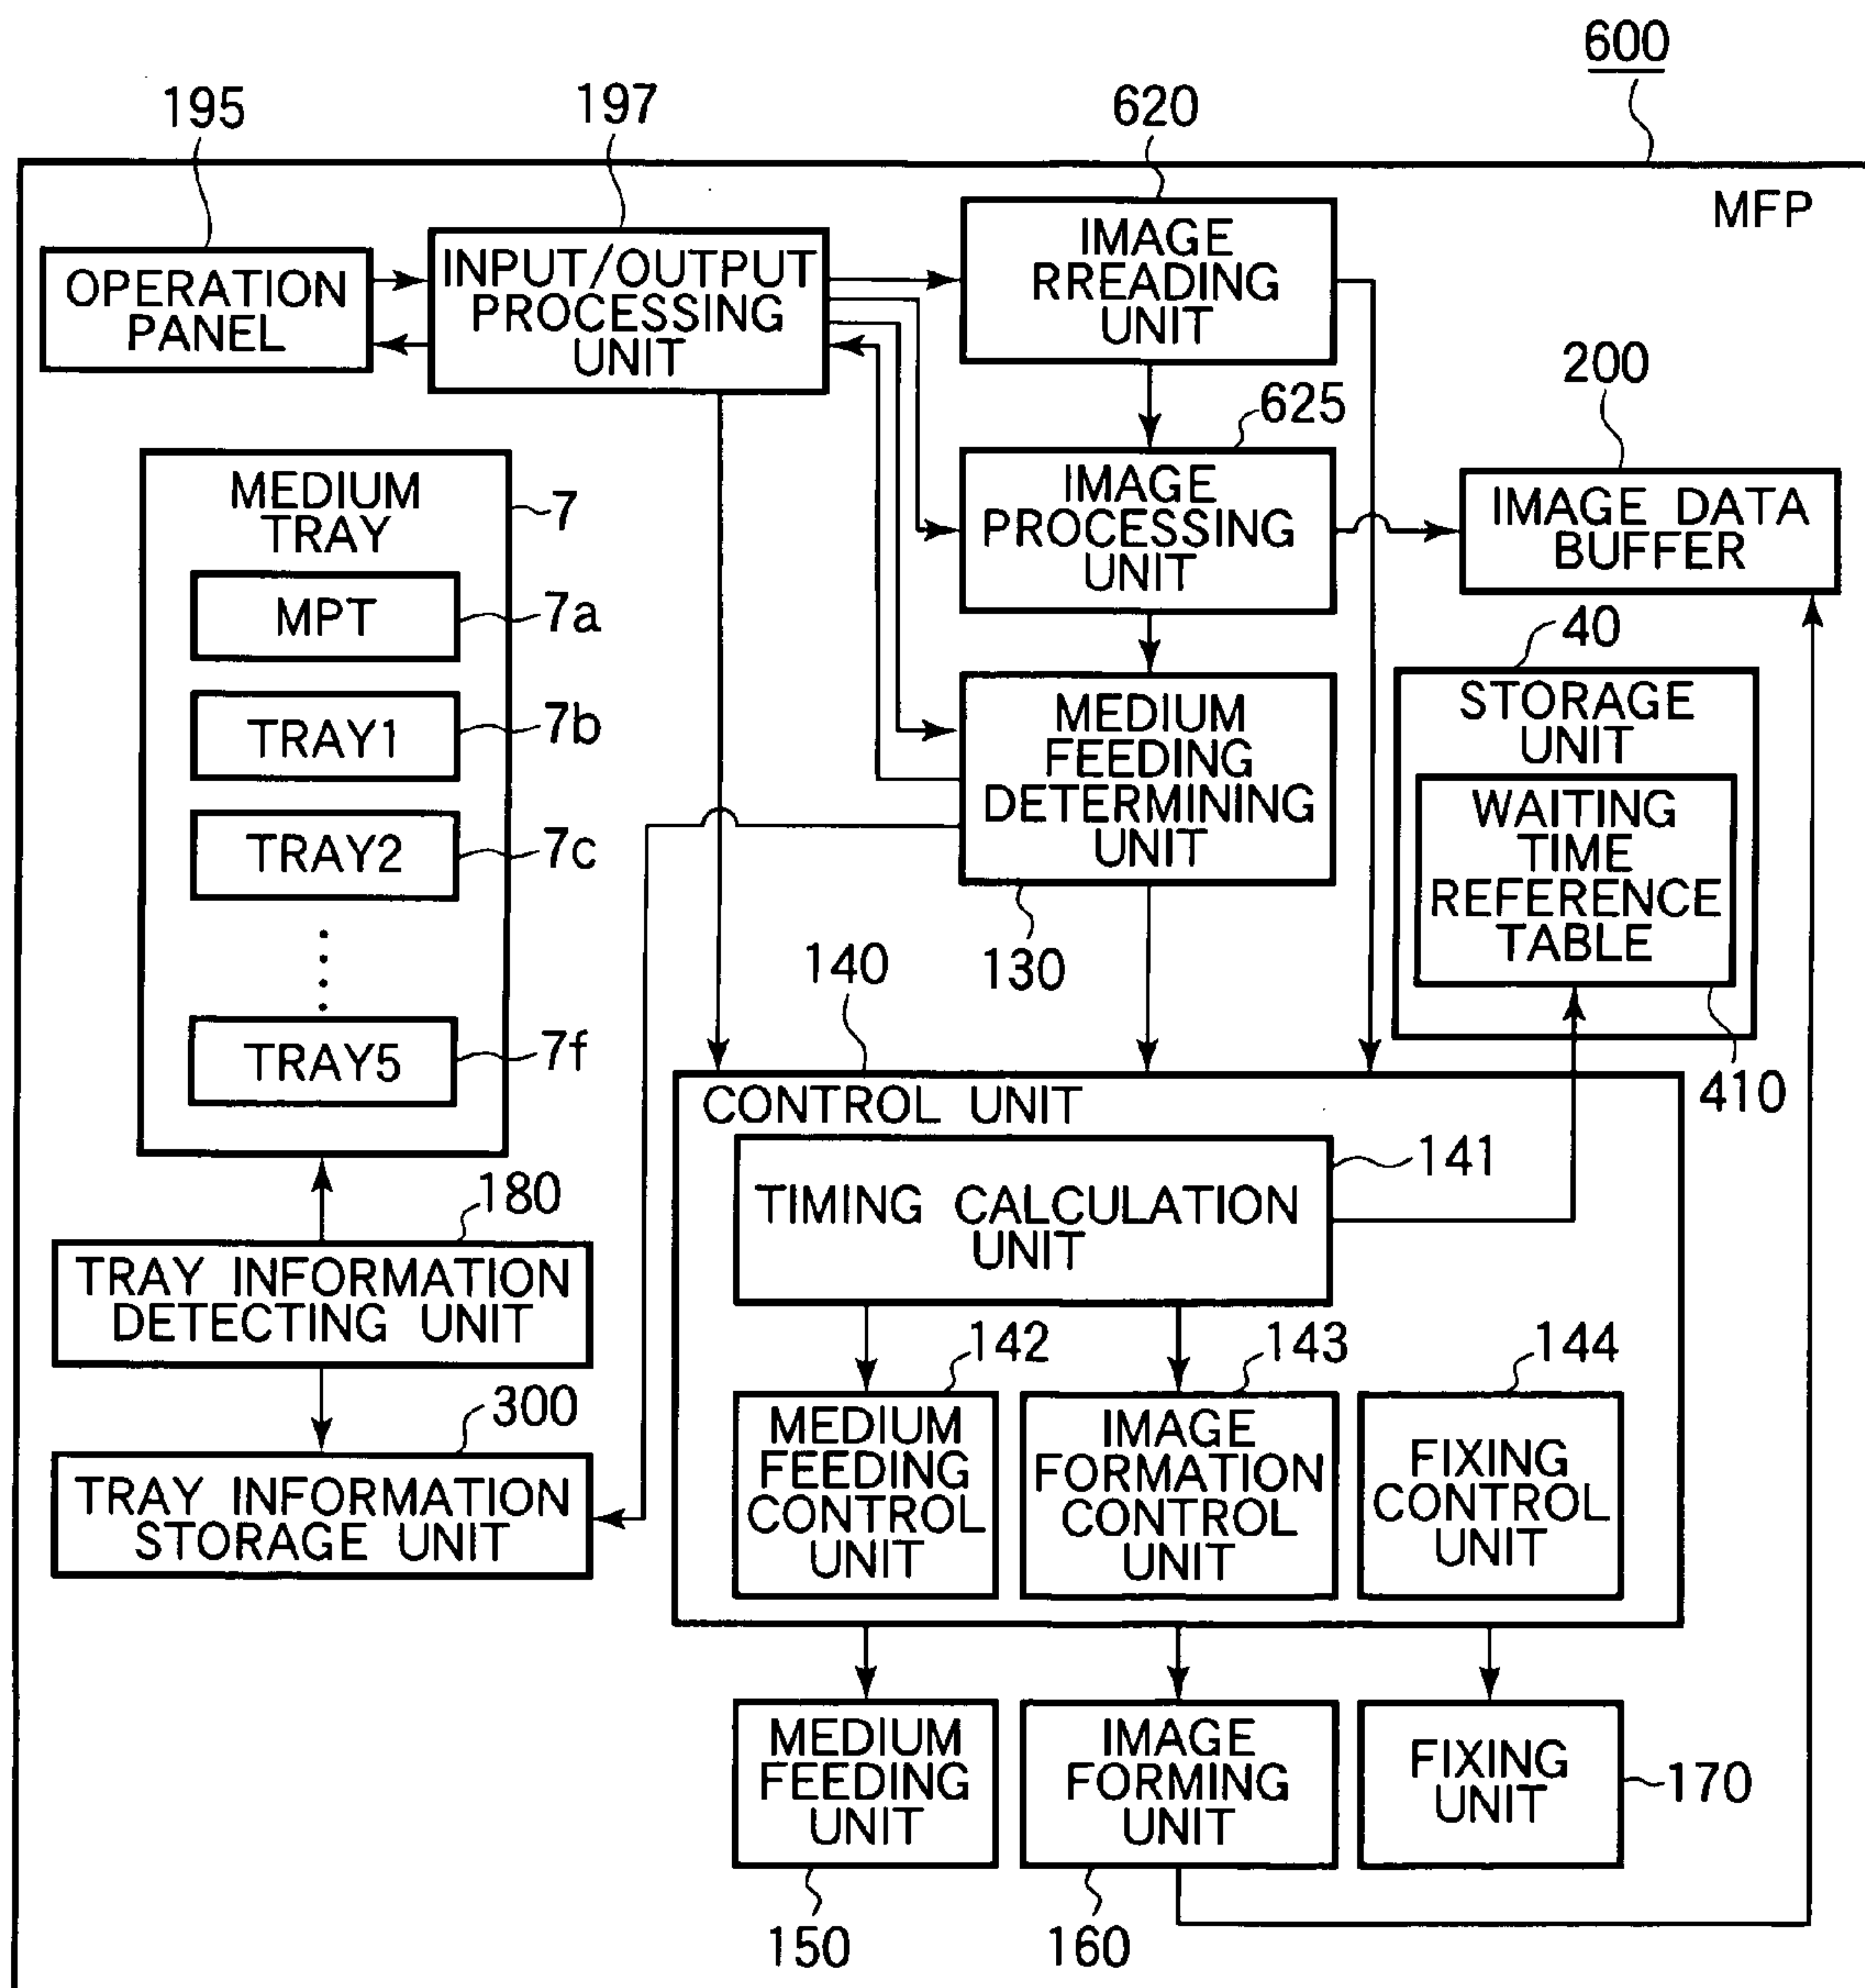 600
195
197
620
MFP
OPERATION
PANEL
INPUT/OUTPUT
PROCESSING
UNIT
IMAGE
RREADING
UNIT
200
625
MEDIUM
TRAY
7
IMAGE
PROCESSING
UNIT
IMAGE DATA
BUFFER
MPT
7a
40
TRAY1
7b
MEDIUM
FEEDING
DETERMINING
UNIT
STORAGE
UNIT
TRAY2
7c
WAITING
TIME
REFERENCE
TABLE
140
130
TRAY5
7f
410
CONTROL UNIT
141
TIMING CALCULATION
UNIT
180
TRAY INFORMATION
DETECTING UNIT
142
143
144
300
MEDIUM
FEEDING
CONTROL
UNIT
IMAGE
FORMATION
CONTROL
UNIT
FIXING
CONTROL
UNIT
TRAY INFORMATION
STORAGE UNIT
MEDIUM
FEEDING
UNIT
IMAGE
FORMING
UNIT
FIXING
UNIT
170
150
160